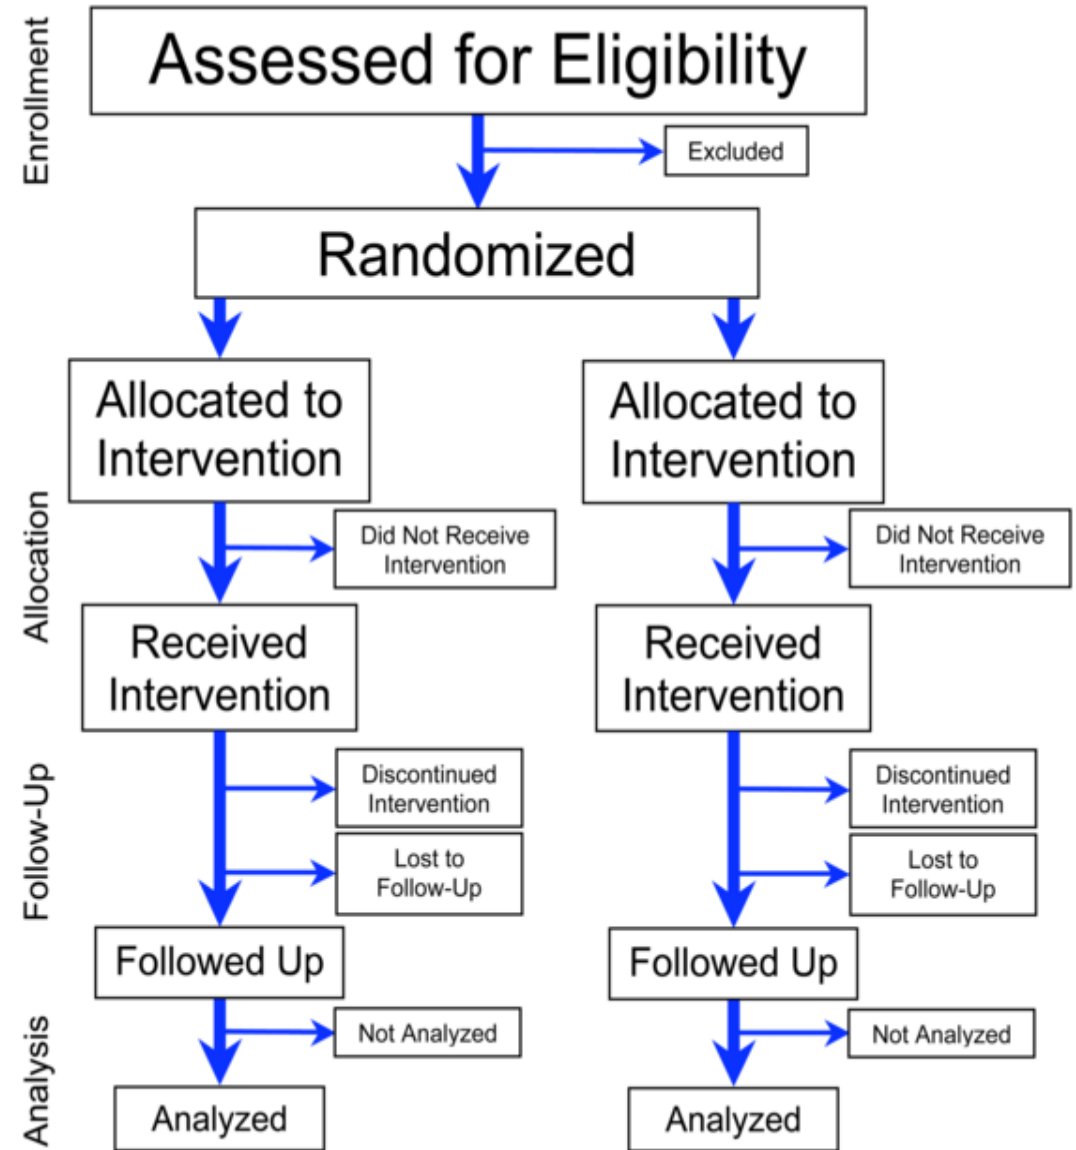 Enrollment
Assessed for Eligibility
Excluded
Randomized
Allocated to
Intervention
Allocated to
Intervention
Allocation
Did Not Receive
Intervention
Did Not Receive
Intervention
Received
Intervention
Received
Intervention
Follow-Up
Discontinued
Intervention
Discontinued
Intervention
Lost to
Follow-Up
Lost to
Follow-Up
Followed Up
Followed Up
Analysis
Not Analyzed
Not Analyzed
Analyzed
Analyzed